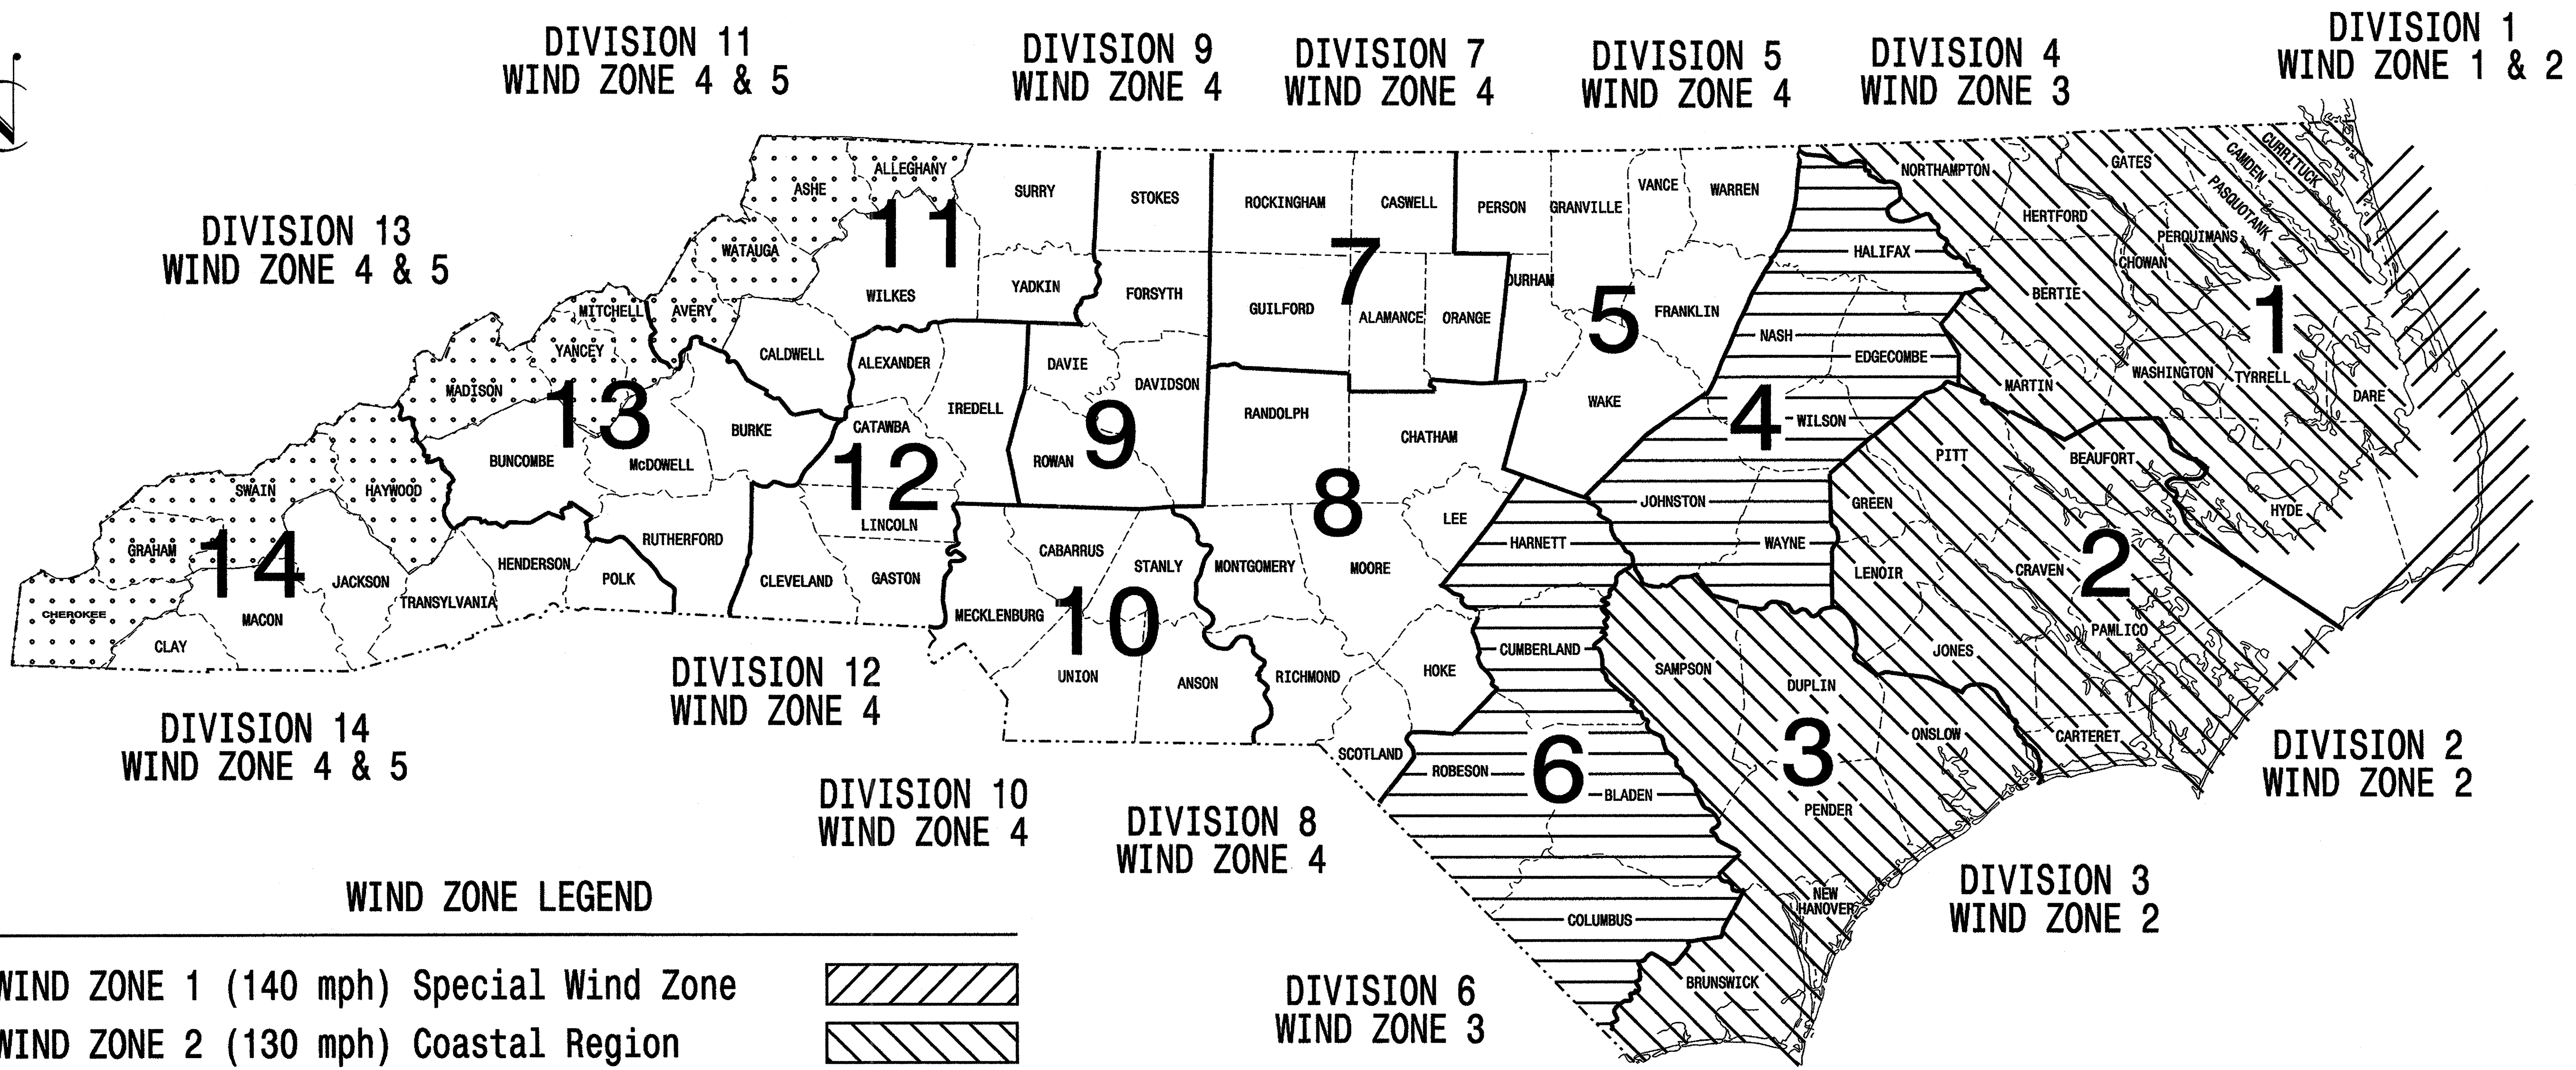 DIVISION 11
WIND ZONE 4 & 5
DIVISION 9
WIND ZONE 4
DIVISION 7
WIND ZONE 4
DIVISION 5
WIND ZONE 4
DIVISION 4
WIND ZONE 3
DIVISION 1
WIND ZONE 1 & 2
DIVISION 13
WIND ZONE 4 & 5
ASHE
ALLEGHANY
SURRY
STOKES
ROCKINGHAM
CASWELL
PERSON
GRANVILLE
VANCE
WARREN
NORTHAMPTON
GATES
CAMDEN
CURRITUCK
PASQUOTANK
HERTFORD
PERQUIMANS
CHOWAN
11
WATAUGA
WILKES
YADKIN
FORSYTH
7
GUILFORD
ALAMANCE
ORANGE
DURHAM
5
FRANKLIN
HALIFAX
NASH
EDGECOMBE
BERTIE
1
MARTIN
WASHINGTON
TYRRELL
DARE
MITCHELL
AVERY
YANCEY
CALDWELL
ALEXANDER
DAVIE
DAVIDSON
MADISON
13
BUNCOMBE
McDOWELL
BURKE
CATAWBA
IREDELL
12
ROWAN
9
RANDOLPH
CHATHAM
WAKE
4
WILSON
PITT
BEAUFORT
HYDE
SWAIN
HAYWOOD
LINCOLN
8
LEE
JOHNSTON
GREEN
GRAHAM
14
JACKSON
MACON
CHEROKEE
CLAY
TRANSYLVANIA
HENDERSON
POLK
RUTHERFORD
CLEVELAND
GASTON
CABARRUS
STANLY
MECKLENBURG
10
UNION
ANSON
MONTGOMERY
MOORE
HARNETT
WAYNE
LENOIR
CRAVEN
2
PAMLICO
JONES
RICHMOND
HOKE
CUMBERLAND
SAMPSON
DUPLIN
ONSLOW
CARTERET
SCOTLAND
ROBESON
6
BLADEN
3
PENDER
NEW
HANOVER
COLUMBUS
BRUNSWICK
DIVISION 14
WIND ZONE 4 & 5
DIVISION 12
WIND ZONE 4
DIVISION 10
WIND ZONE 4
DIVISION 8
WIND ZONE 4
DIVISION 6
WIND ZONE 3
DIVISION 3
WIND ZONE 2
DIVISION 2
WIND ZONE 2
WIND ZONE LEGEND
WIND ZONE 1 (140 mph) Special Wind Zone
WIND ZONE 2 (130 mph) Coastal Region